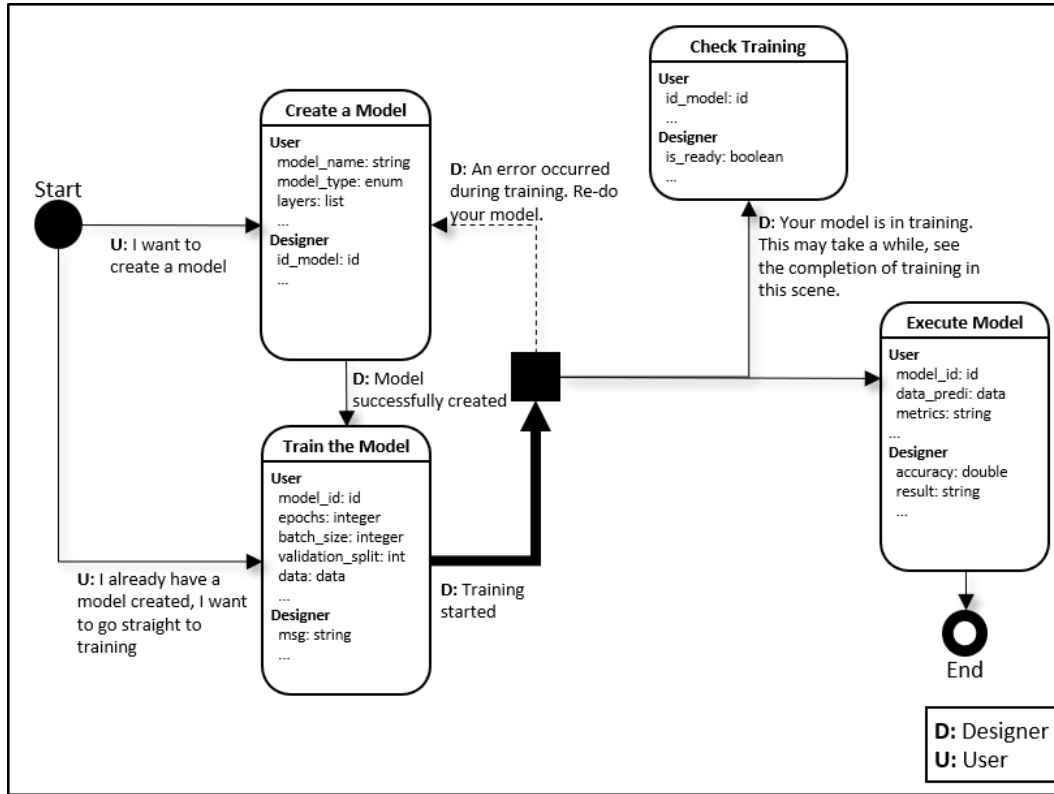 Start
U: I want to
create a model
U: I already have a
model created, I want
to go straight to
training
Create a Model
User
model_name: string
model_type: enum
layers: list
...
Designer
id_model: id
...
D: Model
successfully created
Train the Model
User
model_id: id
epochs: integer
batch_size: integer
validation_split: int
data: data
...
Designer
msg: string
...
D: Training
started
D: An error occurred
during training. Re-do
your model.
Check Training
User
id_model: id
...
Designer
is_ready: boolean
...
D: Your model is in training.
This may take a while, see
the completion of training in
this scene.
Execute Model
User
model_id: id
data_predi: data
metrics: string
...
Designer
accuracy: double
result: string
...
End
D: Designer
U: User